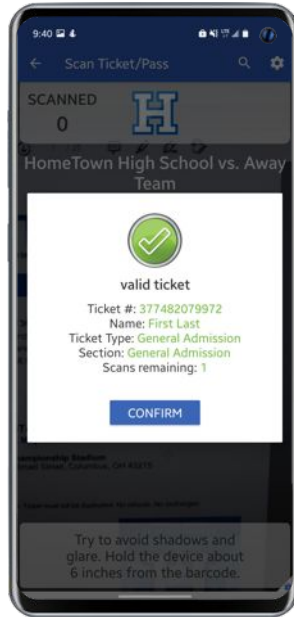 9:40
Scan Ticket/Pass
SCANNED
0
H
HomeTown High School vs. Away
Team
valid ticket
Ticket #: 377482079972
Name: First Last
Ticket Type: General Admission
Section: General Admission
Scans remaining: 1
CONFIRM
Stadium
Columbus, OH 43215
Try to avoid shadows and
glare. Hold the device about
6 inches from the barcode.